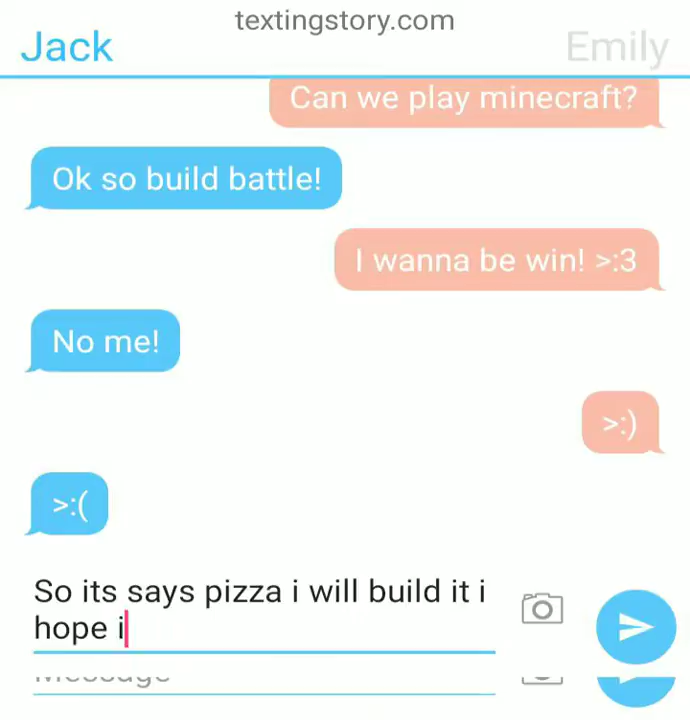 textingstory.com
Jack
Emily
Can we play minecraft?
Ok so build battle!
I wanna be win! >:3
No me!
>:)
>:(
So its says pizza i will build it i
hope i
Message